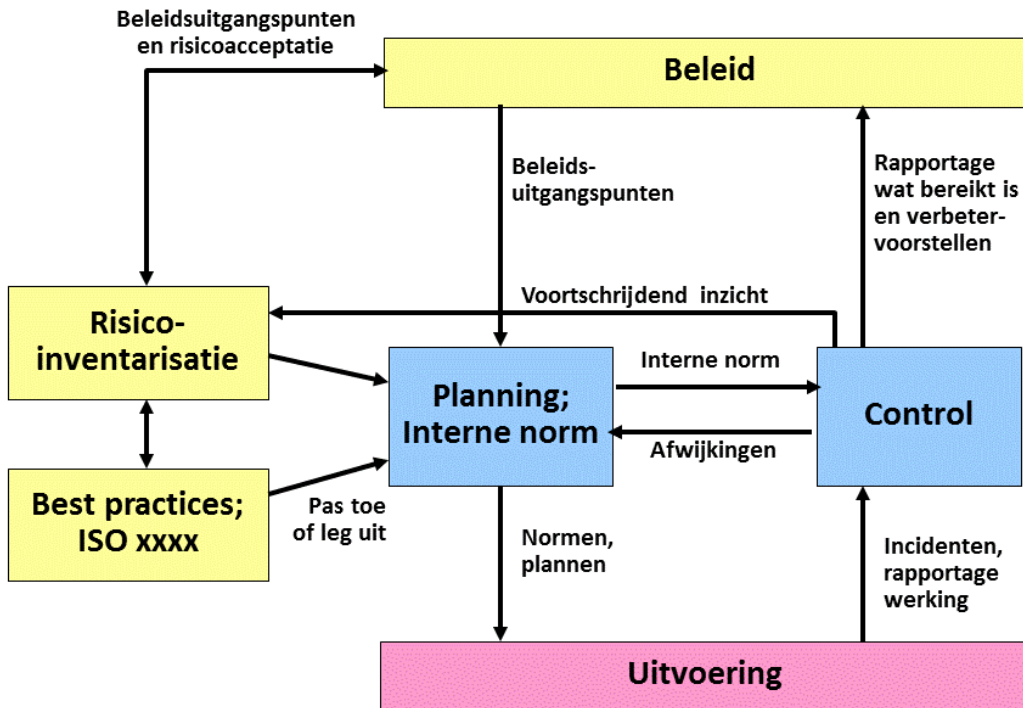 Beleidsuitgangspunten
en risicoacceptatie
Beleid
Beleids-
uitgangspunten
Rapportage
wat bereikt is
en verbeter-
voorstellen
Voortschrijdend inzicht
Risico-
inventarisatie
Interne norm
Planning;
Interne norm
Control
Afwijkingen
Best practices;
ISO xxxx
Pas toe
of leg uit
Normen,
plannen
Incidenten,
rapportage
werking
Uitvoering